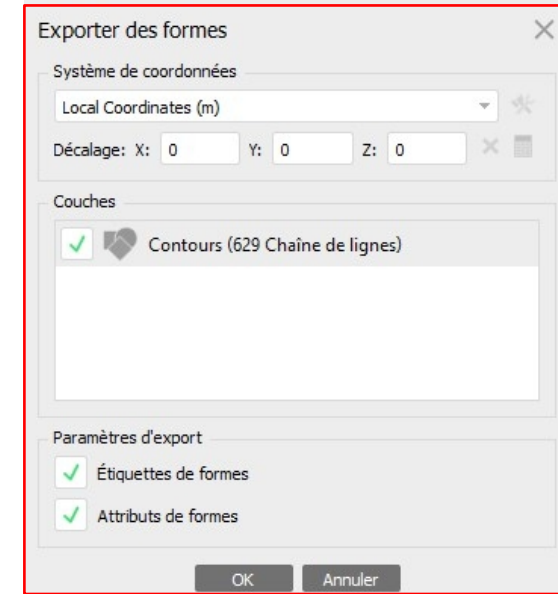 Exporter des formes
Système de coordonnées
Local Coordinates (m)
Décalage: X: 0 Y: 0 Z: 0
Couches
Contours (629 Chaîne de lignes)
Paramètres d'export
Étiquettes de formes
Attributs de formes
OK Annuler